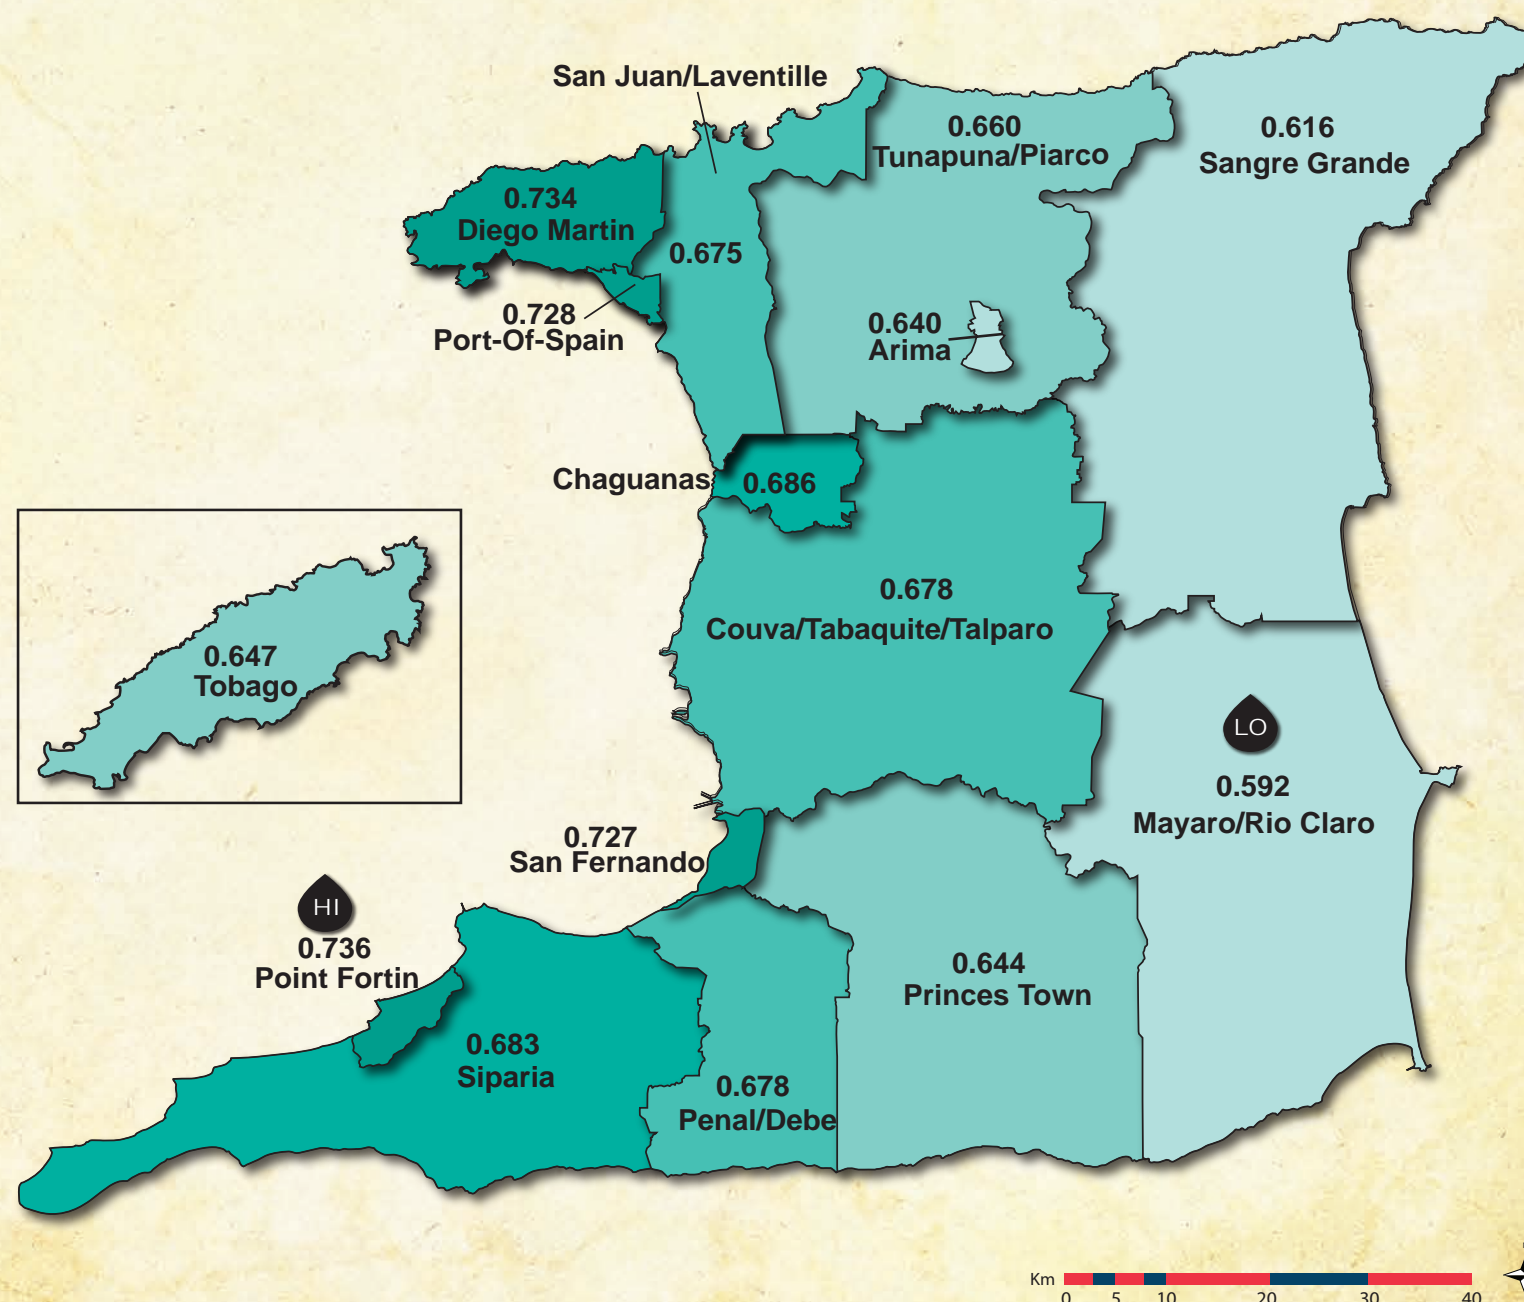 San Juan/Laventille
0.660
Tunapuna/Piarco
0.616
Sangre Grande
0.734
Diego Martin
0.675
0.728
Port-Of-Spain
0.640
Arima
Chaguanas
0.686
0.678
Couva/Tabaquite/Talparo
0.647
Tobago
LO
0.592
Mayaro/Rio Claro
0.727
San Fernando
HI
0.736
Point Fortin
0.644
Princes Town
0.683
Siparia
0.678
Penal/Debe
Km
0 5 10 20 30 40